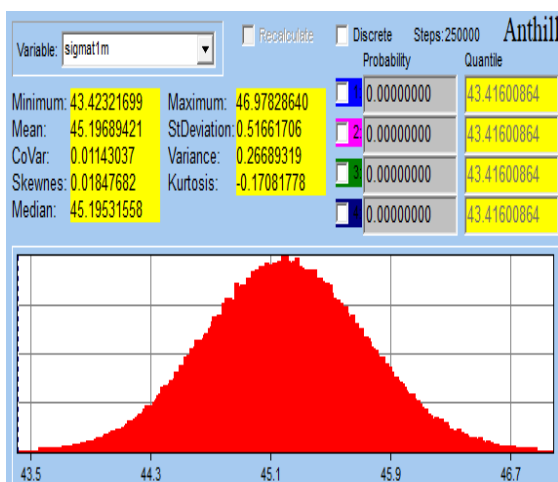 Variable: sigmat1m
Recalculate
Discrete Steps:250000 Anthill
Probability Quantile
Minimum: 43.42321699 Maximum: 46.97828640
Mean: 45.19689421 StDeviation: 0.51661706
CoVar: 0.01143037 Variance: 0.26689319
Skewnes: 0.01847682 Kurtosis: -0.17081778
Median: 45.19531558
1: 0.00000000 43.41600864
2: 0.00000000 43.41600864
3: 0.00000000 43.41600864
4: 0.00000000 43.41600864
43.5 44.3 45.1 45.9 46.7